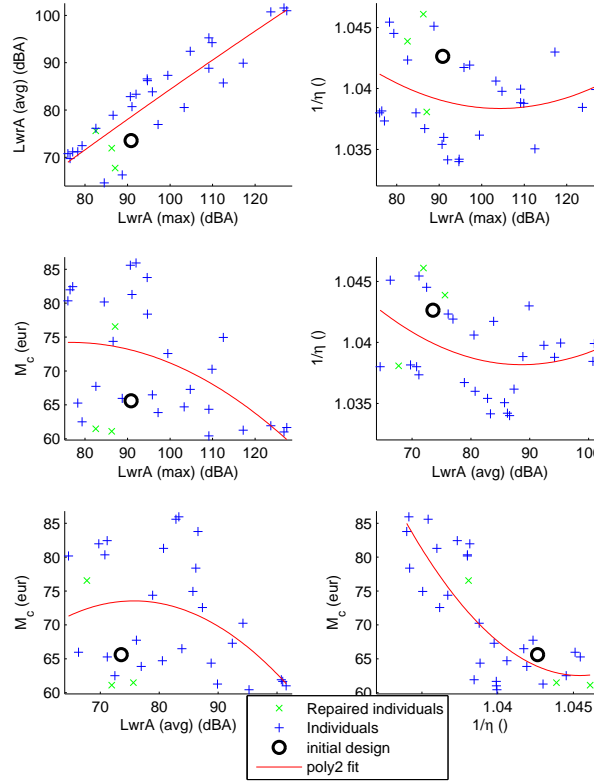 100
90
80
70
LwrA (avg) (dBA)
80 90 100 110 120
LwrA (max) (dBA)
1.045
1.04
1.035
1/η ()
80 90 100 110 120
LwrA (max) (dBA)
85
80
75
70
65
60
M_c (eur)
80 90 100 110 120
LwrA (max) (dBA)
1.045
1.04
1.035
1/η ()
70 80 90 100
LwrA (avg) (dBA)
85
80
75
70
65
60
M_c (eur)
70 80 90 100
LwrA (avg) (dBA)
85
80
75
70
65
60
M_c (eur)
1.04 1.045
1/η ()
Repaired individuals
Individuals
initial design
poly2 fit